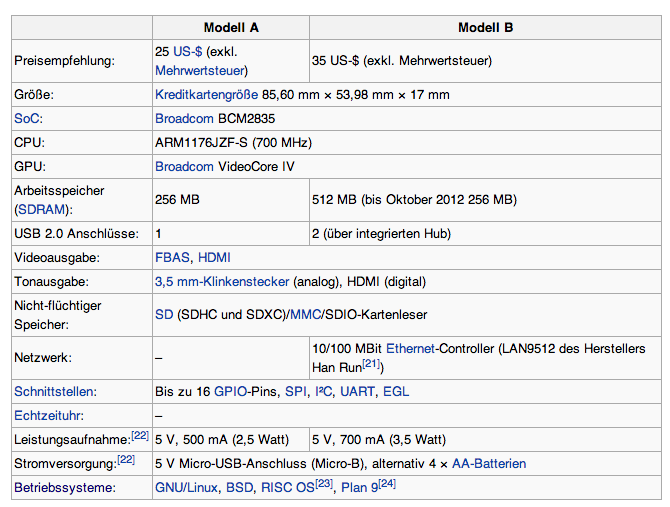 Modell A Modell B
Preisempfehlung: 25 US-$ (exkl. Mehrwertsteuer) 35 US-$ (exkl. Mehrwertsteuer)
Größe: Kreditkartengröße 85,60 mm × 53,98 mm × 17 mm
SoC: Broadcom BCM2835
CPU: ARM1176JZF-S (700 MHz)
GPU: Broadcom VideoCore IV
Arbeitsspeicher (SDRAM): 256 MB 512 MB (bis Oktober 2012 256 MB)
USB 2.0 Anschlüsse: 1 2 (über integrierten Hub)
Videoausgabe: FBAS, HDMI
Tonausgabe: 3,5 mm-Klinkenstecker (analog), HDMI (digital)
Nicht-flüchtiger Speicher: SD (SDHC und SDXC)/MMC/SDIO-Kartenleser
Netzwerk: – 10/100 MBit Ethernet-Controller (LAN9512 des Herstellers Han Run[21])
Schnittstellen: Bis zu 16 GPIO-Pins, SPI, I²C, UART, EGL
Echtzeituhr: –
Leistungsaufnahme:[22] 5 V, 500 mA (2,5 Watt) 5 V, 700 mA (3,5 Watt)
Stromversorgung:[22] 5 V Micro-USB-Anschluss (Micro-B), alternativ 4 × AA-Batterien
Betriebssysteme: GNU/Linux, BSD, RISC OS[23], Plan 9[24]